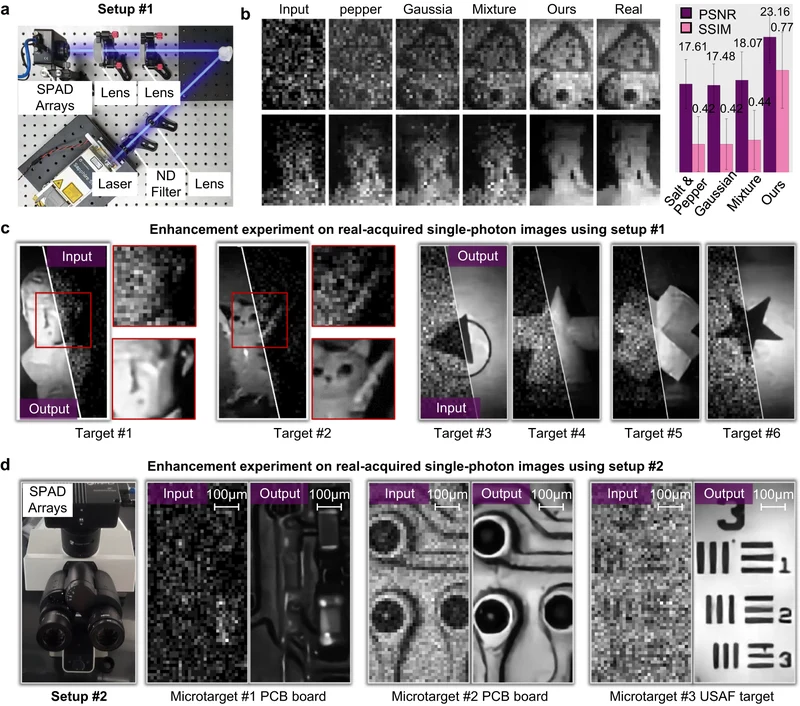 a
Setup #1
SPAD
Arrays
Lens
Lens
Laser
ND
Filter
Lens
b
Input
pepper
Gaussia
Mixture
Ours
Real
PSNR
SSIM
23.16
0.77
17.61
17.48
18.07
0.42
0.42
0.44
Salt &
Pepper
Gaussian
Mixture
Ours
c
Enhancement experiment on real-acquired single-photon images using setup #1
Input
Output
Target #1
Target #2
Output
Input
Target #3
Target #4
Target #5
Target #6
d
Enhancement experiment on real-acquired single-photon images using setup #2
SPAD
Arrays
Setup #2
Input
100μm
Output
100μm
Microtarget #1 PCB board
Input
100μm
Output
100μm
Microtarget #2 PCB board
Input
100μm
Output
100μm
3
1
2
3
Microtarget #3 USAF target